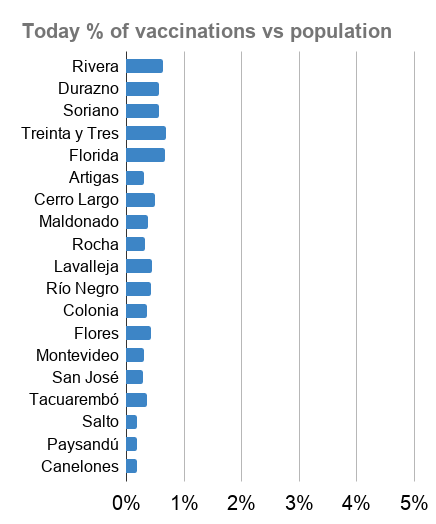 Today % of vaccinations vs population
Rivera
Durazno
Soriano
Treinta y Tres
Florida
Artigas
Cerro Largo
Maldonado
Rocha
Lavalleja
Río Negro
Colonia
Flores
Montevideo
San José
Tacuarembó
Salto
Paysandú
Canelones
0% 1% 2% 3% 4% 5%